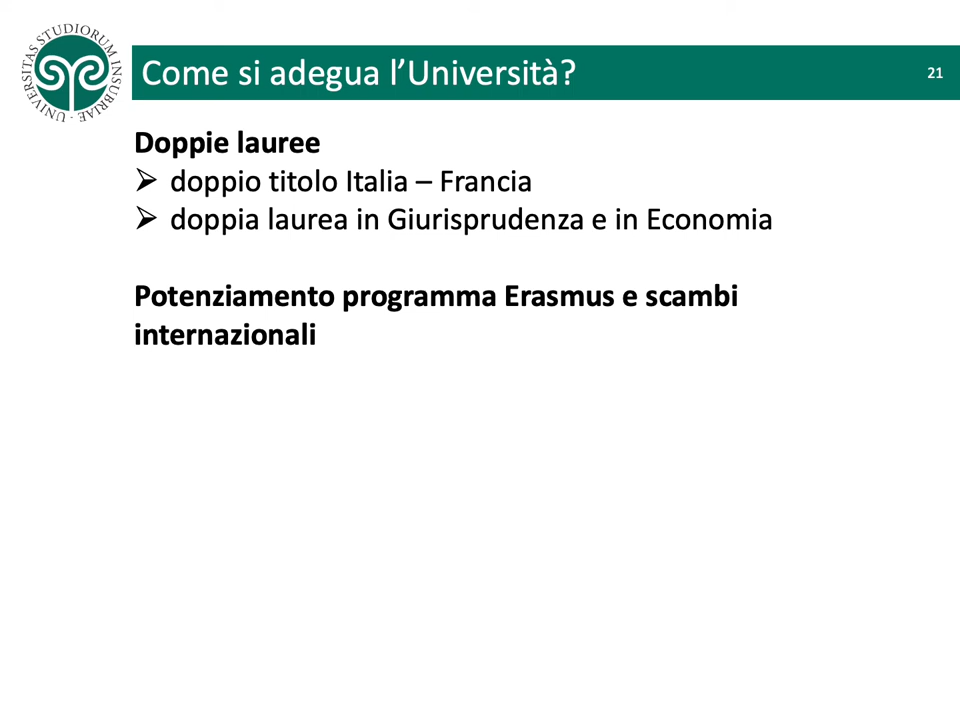 UNIVERSITAS STUDIORUM INSUBRIAE
Come si adegua l’Università?
21
Doppie lauree
➢ doppio titolo Italia – Francia
➢ doppia laurea in Giurisprudenza e in Economia
Potenziamento programma Erasmus e scambi
internazionali